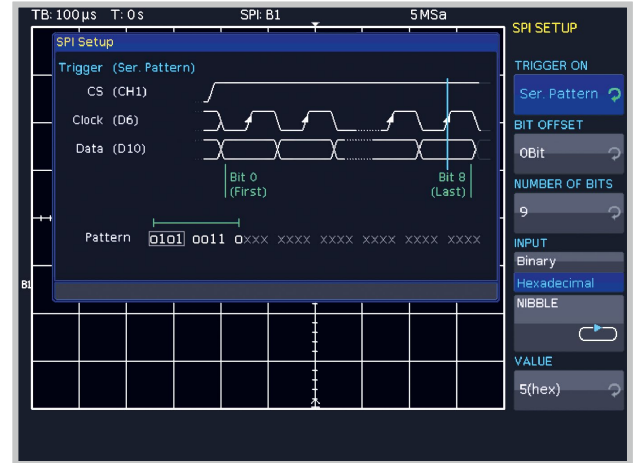 TB: 100µs T: 0s SPI: B1 5MSa
SPI Setup
Trigger (Ser. Pattern)
CS (CH1)
Clock (D6)
Data (D10)
Bit 0
(First)
Bit 8
(Last)
Pattern 0101 0011 0xxx xxxx xxxx xxxx xxxx xxxx
B1
SPI SETUP
TRIGGER ON
Ser. Pattern
BIT OFFSET
0Bit
NUMBER OF BITS
9
INPUT
Binary
Hexadecimal
NIBBLE
VALUE
5(hex)